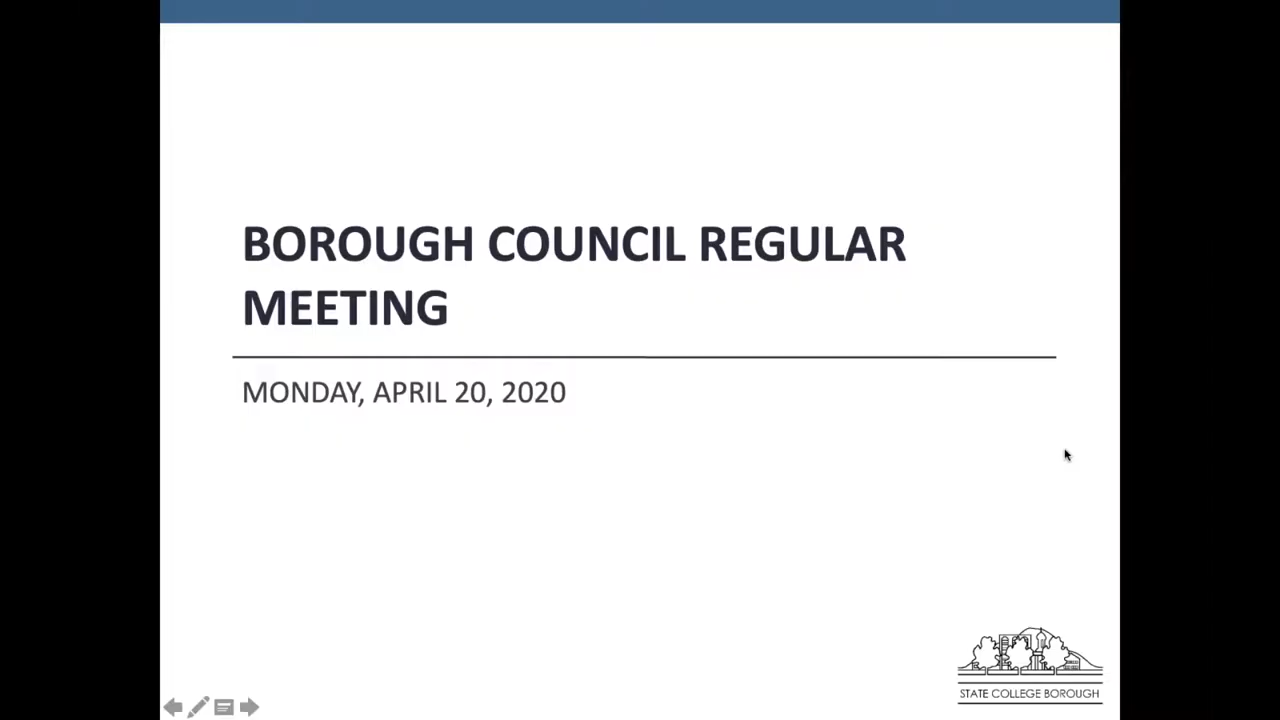 BOROUGH COUNCIL REGULAR
MEETING
MONDAY, APRIL 20, 2020
STATE COLLEGE BOROUGH